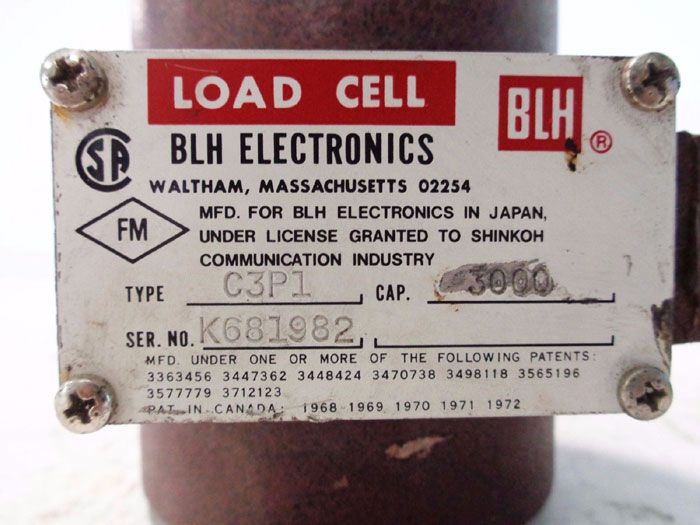 LOAD CELL
BLH ®
SA
BLH ELECTRONICS
WALTHAM, MASSACHUSETTS 02254
FM
MFD. FOR BLH ELECTRONICS IN JAPAN,
UNDER LICENSE GRANTED TO SHINKOH
COMMUNICATION INDUSTRY
TYPE C3P1, CAP. 3000
SER. NO. K681982,
MFD. UNDER ONE OR MORE OF THE FOLLOWING PATENTS:
3363456 3447362 3448424 3470738 3498118 3565196
3577779 3712123
PAT. IN CANADA: 1968 1969 1970 1971 1972